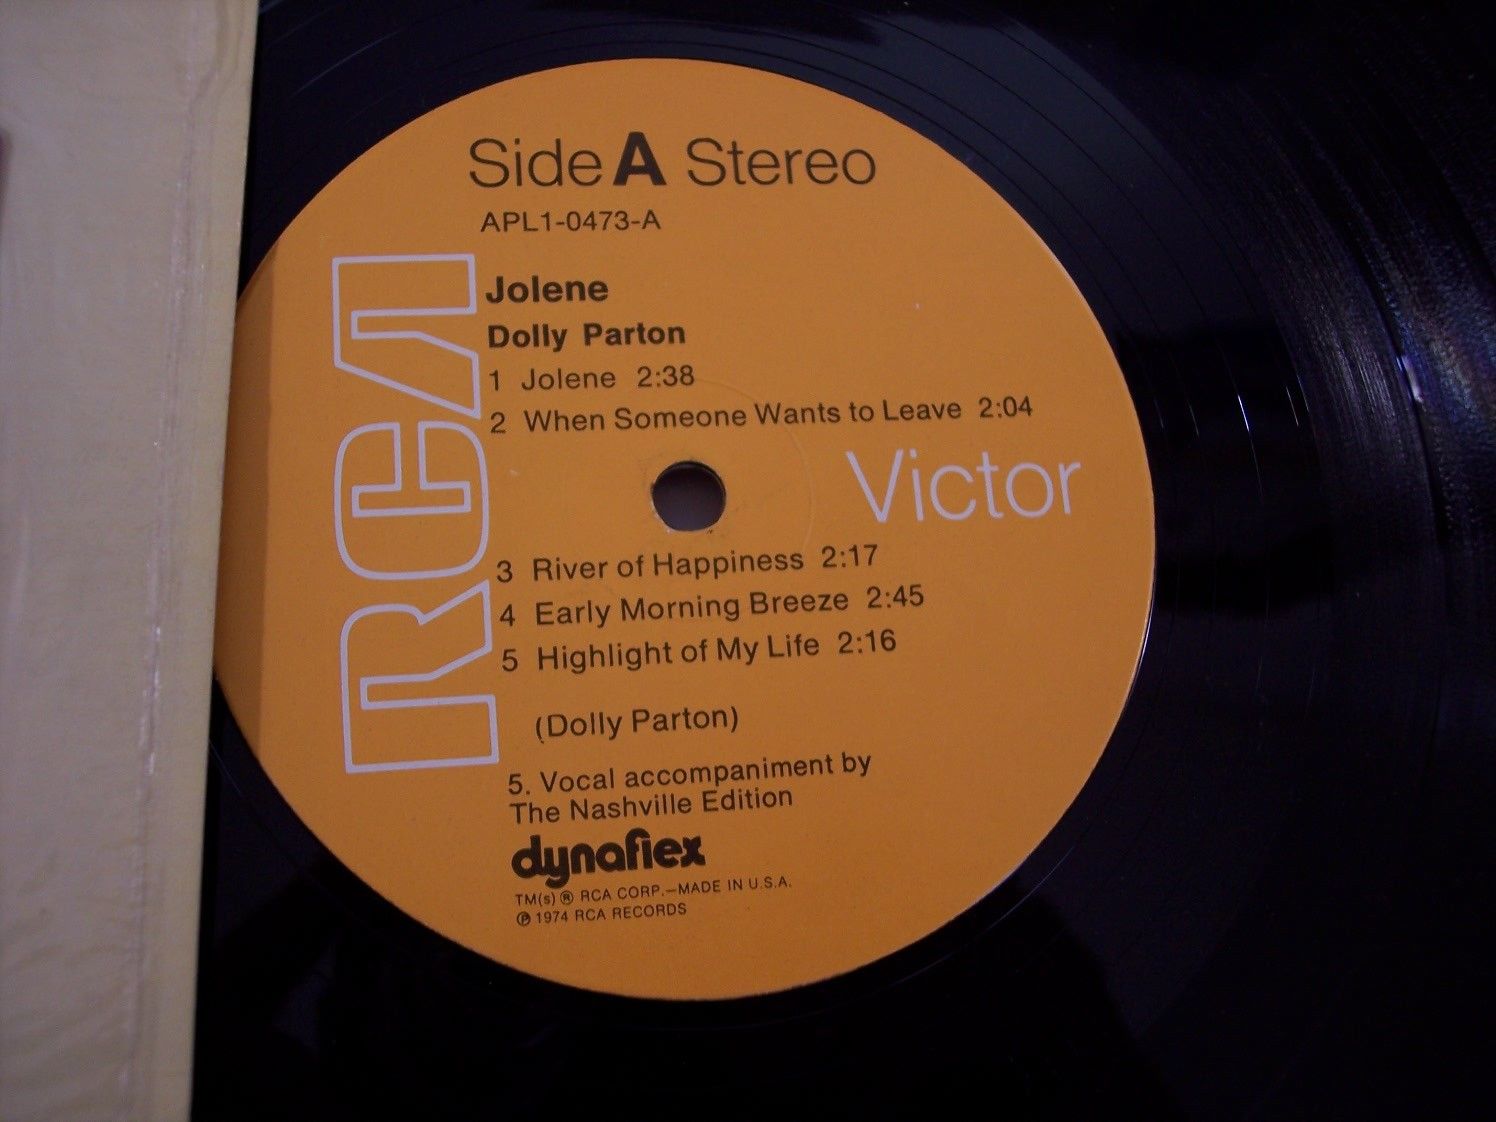 Side A Stereo
APL1-0473-A
RCA
Jolene
Dolly Parton
1 Jolene 2:38
2 When Someone Wants to Leave 2:04
Victor
3 River of Happiness 2:17
4 Early Morning Breeze 2:45
5 Highlight of My Life 2:16
(Dolly Parton)
5. Vocal accompaniment by
The Nashville Edition
dynaflex
TM(s) ® RCA CORP.—MADE IN U.S.A.
℗ 1974 RCA RECORDS